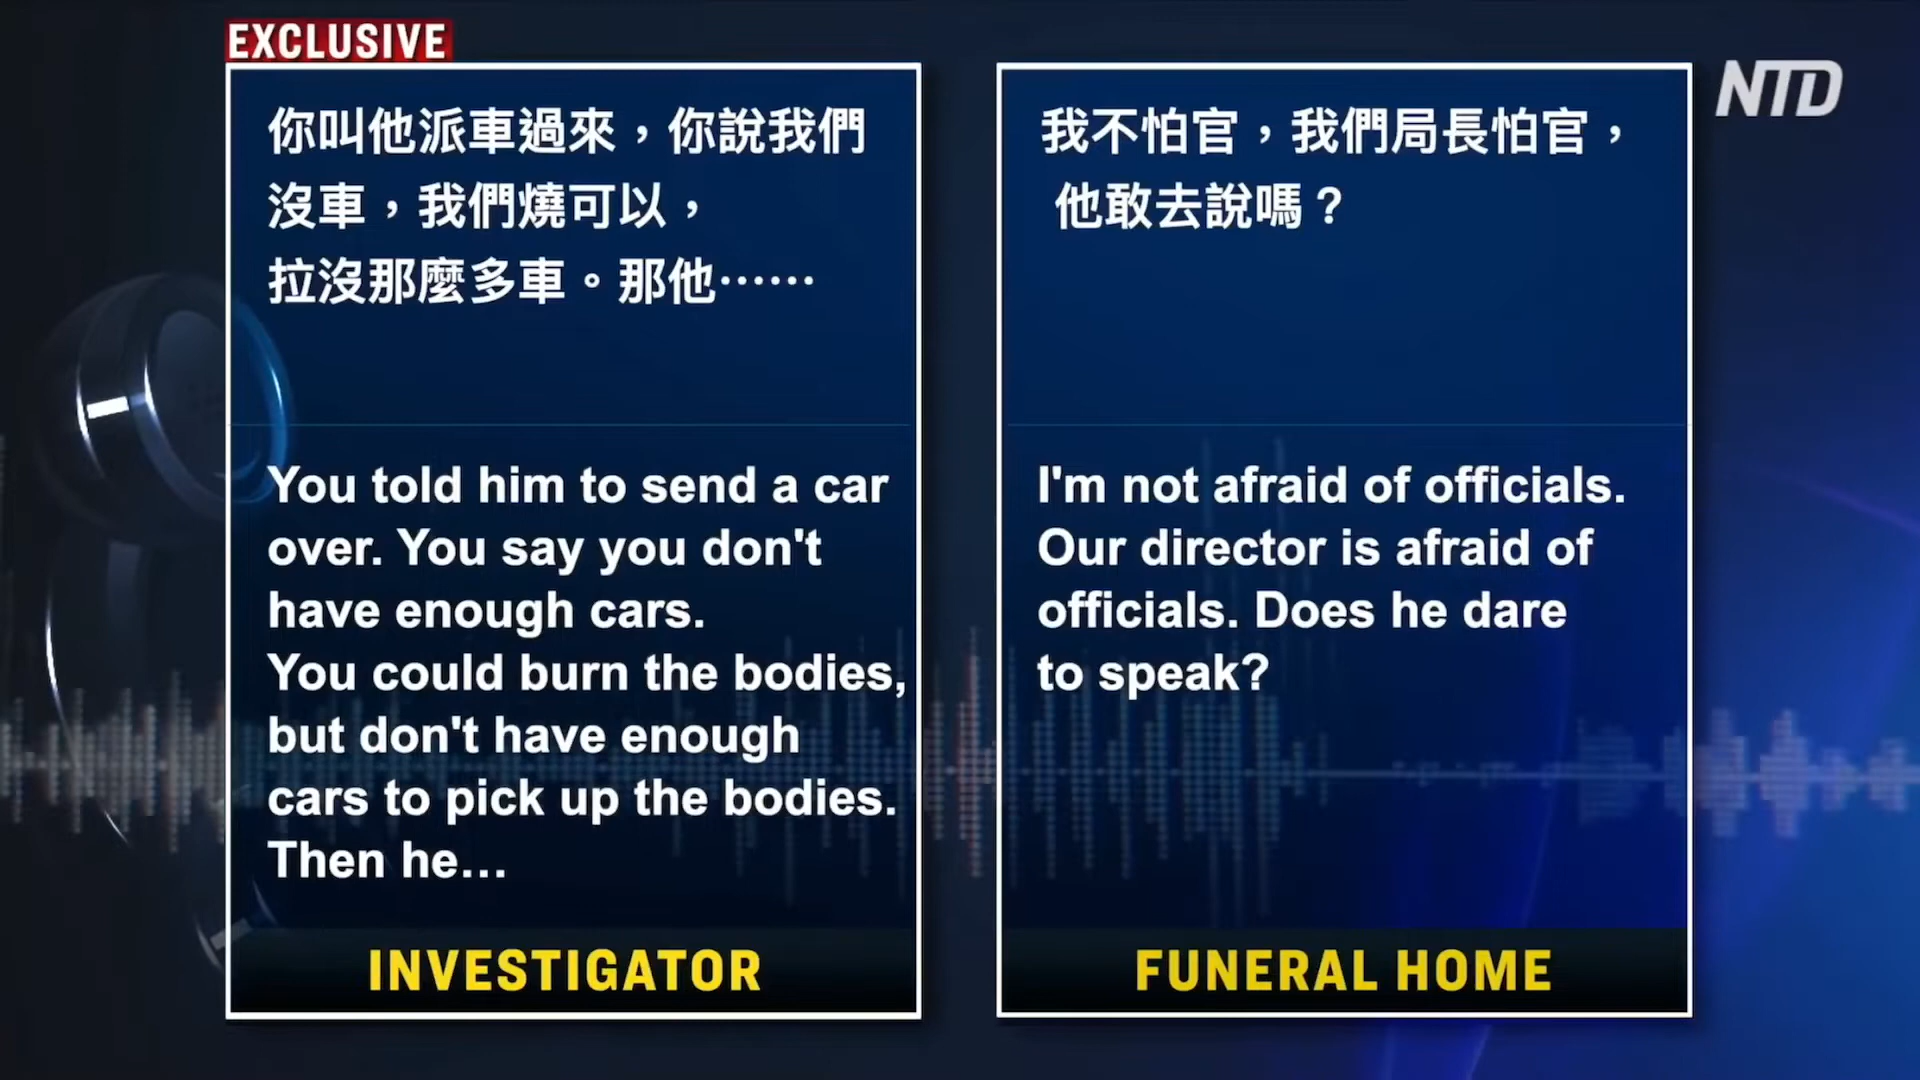 EXCLUSIVE
NTD
你叫他派車過來，你說我們
沒車，我們燒可以，
拉沒那麼多車。那他……
You told him to send a car
over. You say you don't
have enough cars.
You could burn the bodies,
but don't have enough
cars to pick up the bodies.
Then he...
INVESTIGATOR
我不怕官，我們局長怕官，
他敢去說嗎？
I'm not afraid of officials.
Our director is afraid of
officials. Does he dare
to speak?
FUNERAL HOME